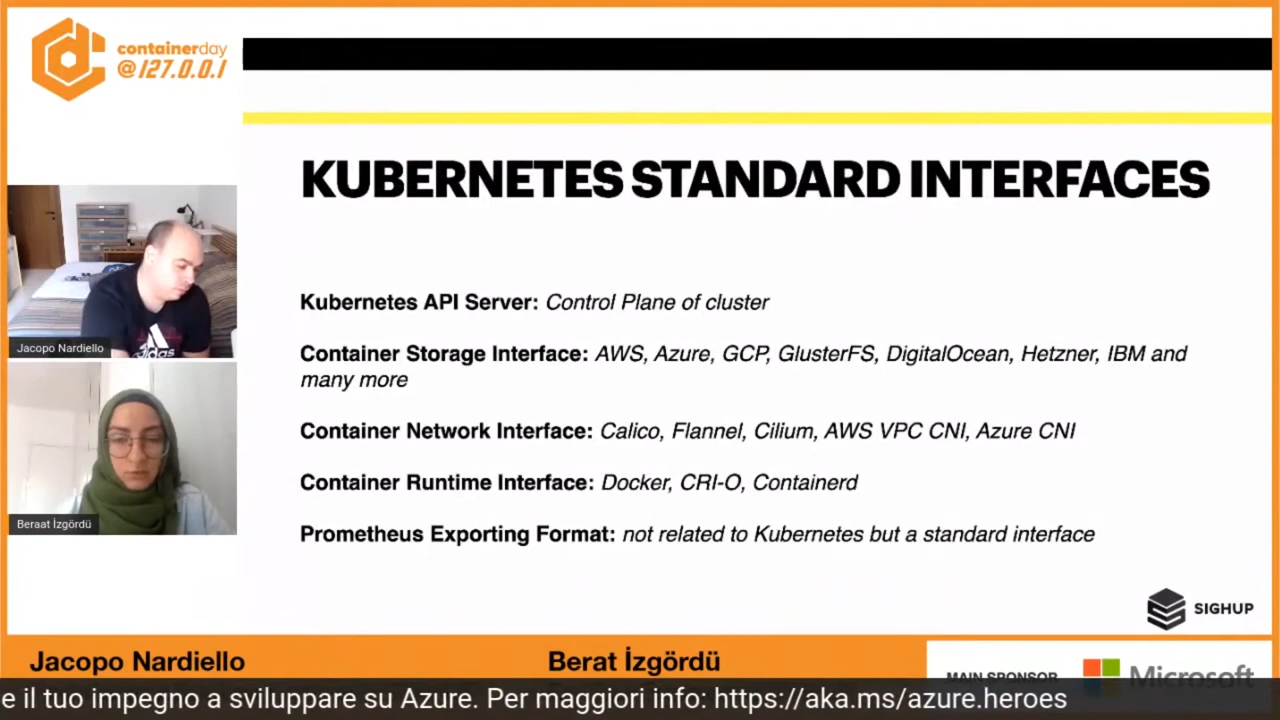 containerday
@127.0.0.1
KUBERNETES STANDARD INTERFACES
Kubernetes API Server: Control Plane of cluster
Container Storage Interface: AWS, Azure, GCP, GlusterFS, DigitalOcean, Hetzner, IBM and
many more
Container Network Interface: Calico, Flannel, Cilium, AWS VPC CNI, Azure CNI
Container Runtime Interface: Docker, CRI-O, Containerd
Prometheus Exporting Format: not related to Kubernetes but a standard interface
adidas
Jacopo Nardiello
Beraat İzgördü
SIGHUP
Jacopo Nardiello
Berat İzgördü
MAIN SPONSOR
Microsoft
e il tuo impegno a sviluppare su Azure. Per maggiori info: https://aka.ms/azure.heroes